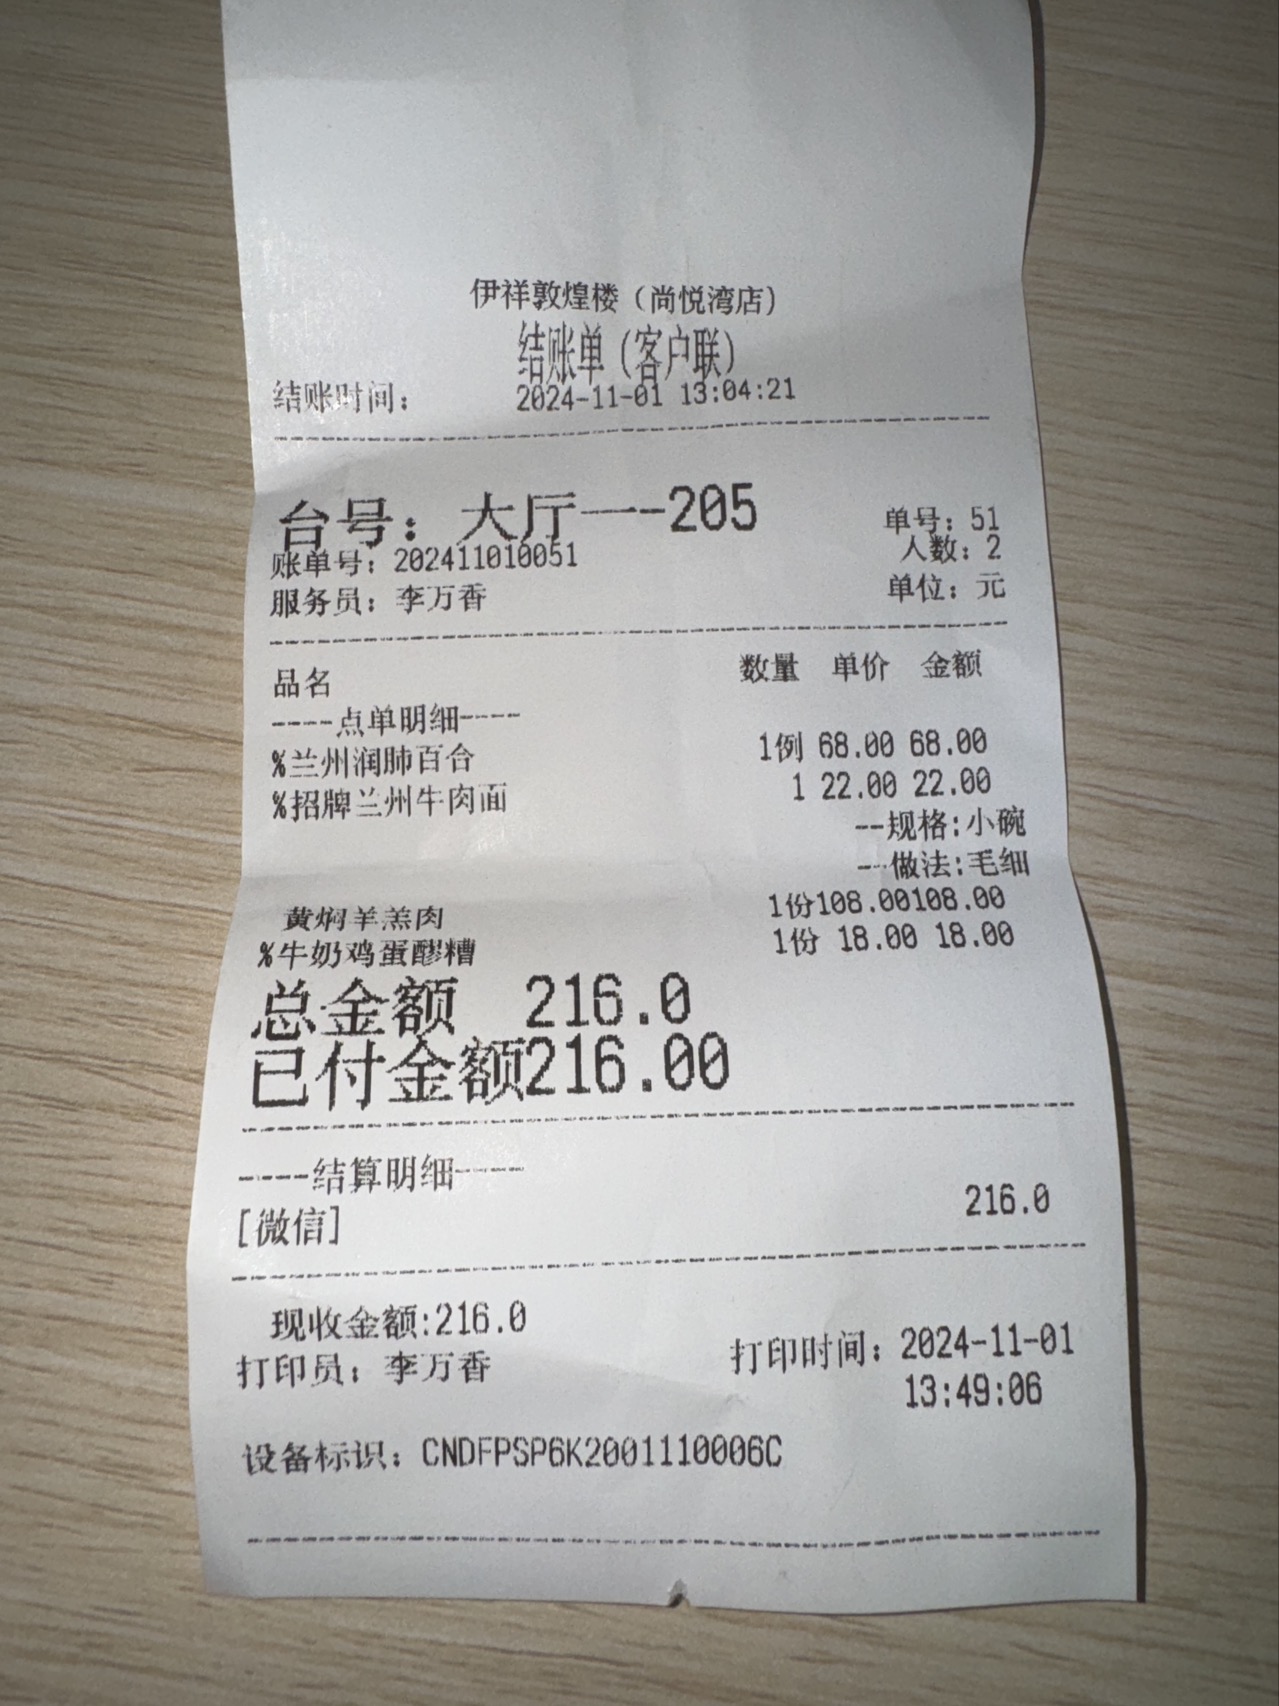 伊祥敦煌楼（尚悦湾店）
结账单（客户联）
结账时间： 2024-11-01 13:04:21
台号： 大厅一--205 单号：51
账单号：202411010051 人数：2
服务员：李万香 单位：元
品名 数量 单价 金额
----点单明细----
%兰州润肺百合 1例 68.00 68.00
%招牌兰州牛肉面 1 22.00 22.00
--规格:小碗
--做法:毛细
黄焖羊羔肉 1份108.00108.00
%牛奶鸡蛋醪糟 1份 18.00 18.00
总金额 216.0
已付金额216.00
----结算明细----
[微信] 216.0
现收金额:216.0
打印员：李万香 打印时间：2024-11-01
13:49:06
设备标识：CNDFPSP6K2001110006C